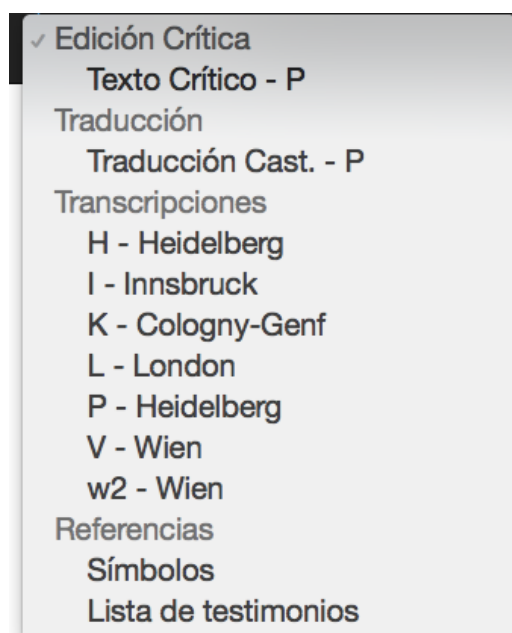 ✓ Edición Crítica
Texto Crítico - P
Traducción
Traducción Cast. - P
Transcripciones
H - Heidelberg
I - Innsbruck
K - Cologny-Genf
L - London
P - Heidelberg
V - Wien
w2 - Wien
Referencias
Símbolos
Lista de testimonios